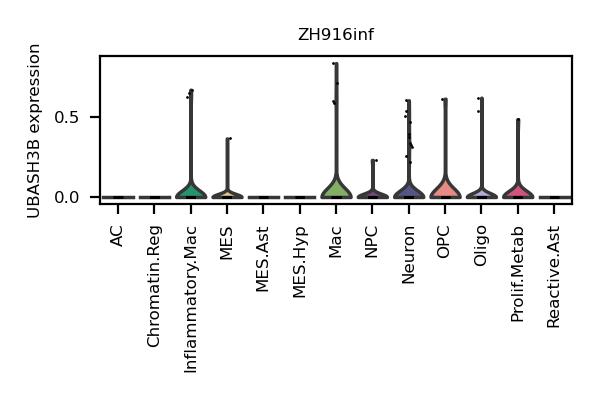 ZH916inf
UBASH3B expression
0.5
0.0
AC
Chromatin.Reg
Inflammatory.Mac
MES
MES.Ast
MES.Hyp
Mac
NPC
Neuron
OPC
Oligo
Prolif.Metab
Reactive.Ast